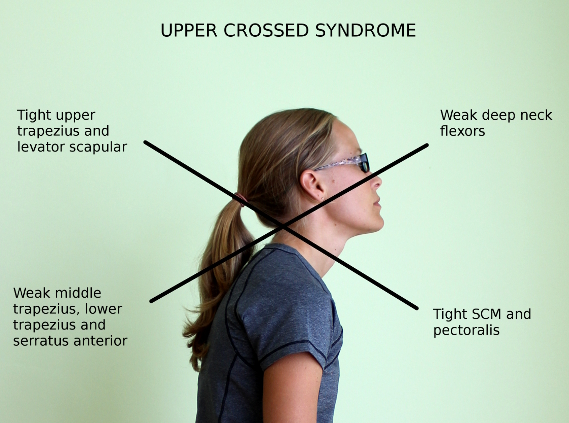 UPPER CROSSED SYNDROME
Tight upper
trapezius and
levator scapular
Weak deep neck
flexors
Weak middle
trapezius, lower
trapezius and
serratus anterior
Tight SCM and
pectoralis